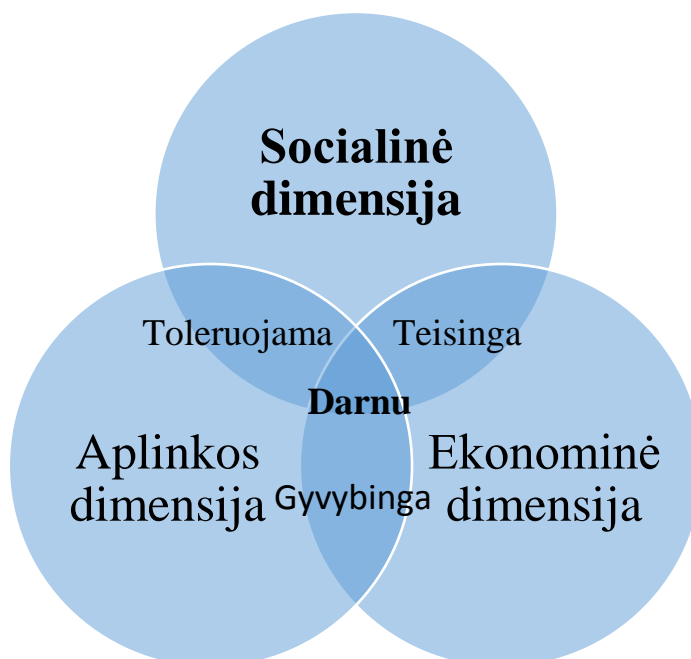 Socialinė
dimensija
Toleruojama
Teisinga
Darnu
Aplinkos
dimensija
Gyvybinga
Ekonominė
dimensija